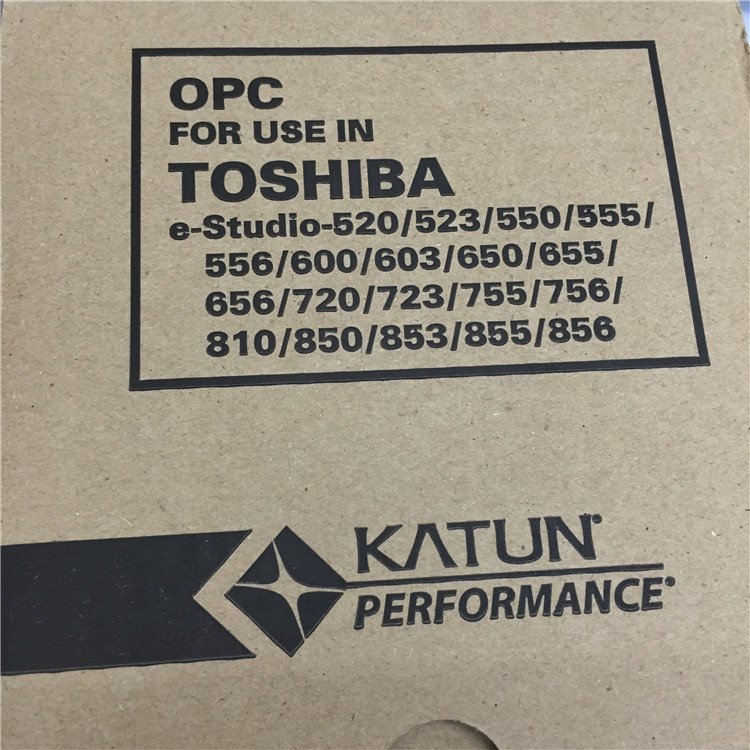 OPC
FOR USE IN
TOSHIBA
e-Studio-520/523/550/555/
556/600/603/650/655/
656/720/723/755/756/
810/850/853/855/856
KATUN®
PERFORMANCE®